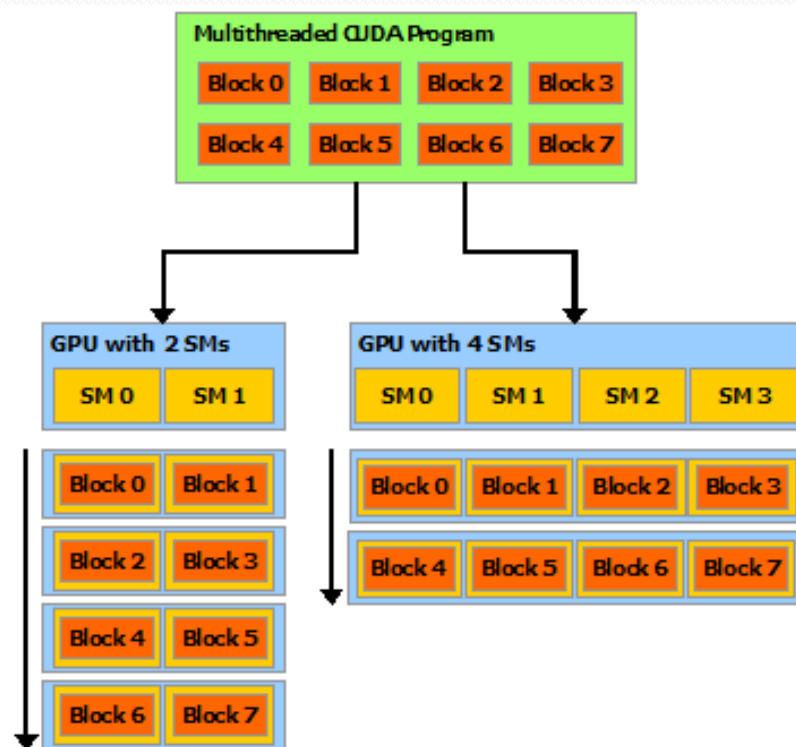 Multithreaded CUDA Program
Block 0 Block 1 Block 2 Block 3
Block 4 Block 5 Block 6 Block 7
GPU with 2 SMs
SM 0 SM 1
Block 0 Block 1
Block 2 Block 3
Block 4 Block 5
Block 6 Block 7
GPU with 4 SMs
SM 0 SM 1 SM 2 SM 3
Block 0 Block 1 Block 2 Block 3
Block 4 Block 5 Block 6 Block 7